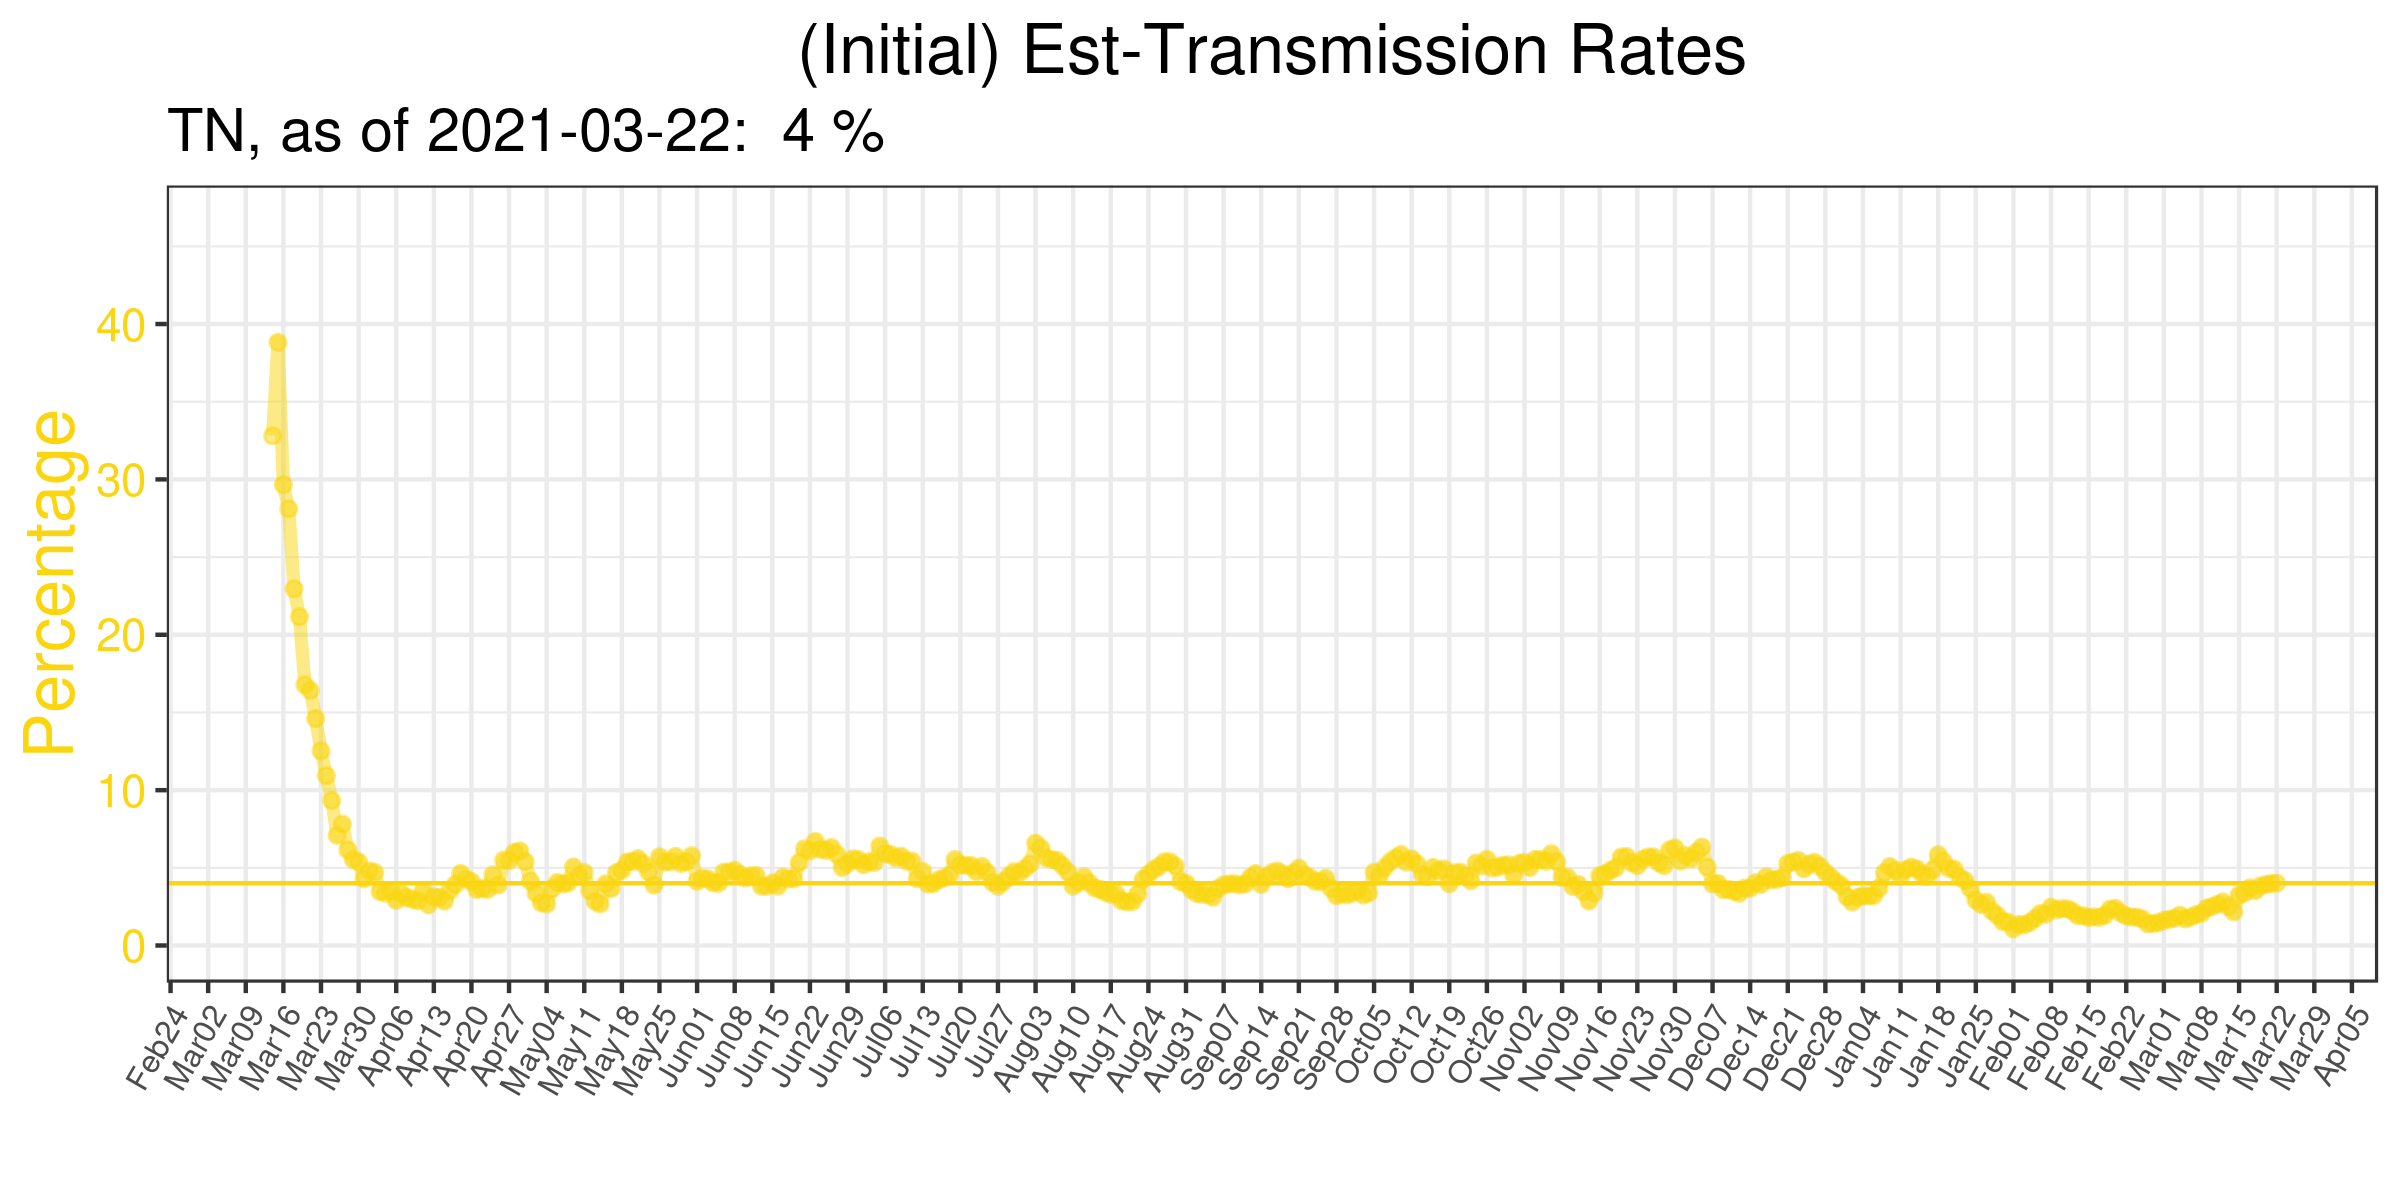 (Initial) Est-Transmission Rates
TN, as of 2021-03-22:  4 %
Percentage
40
30
20
10
0
Feb24
Mar02
Mar09
Mar16
Mar23
Mar30
Apr06
Apr13
Apr20
Apr27
May04
May11
May18
May25
Jun01
Jun08
Jun15
Jun22
Jun29
Jul06
Jul13
Jul20
Jul27
Aug03
Aug10
Aug17
Aug24
Aug31
Sep07
Sep14
Sep21
Sep28
Oct05
Oct12
Oct19
Oct26
Nov02
Nov09
Nov16
Nov23
Nov30
Dec07
Dec14
Dec21
Dec28
Jan04
Jan11
Jan18
Jan25
Feb01
Feb08
Feb15
Feb22
Mar01
Mar08
Mar15
Mar22
Mar29
Apr05